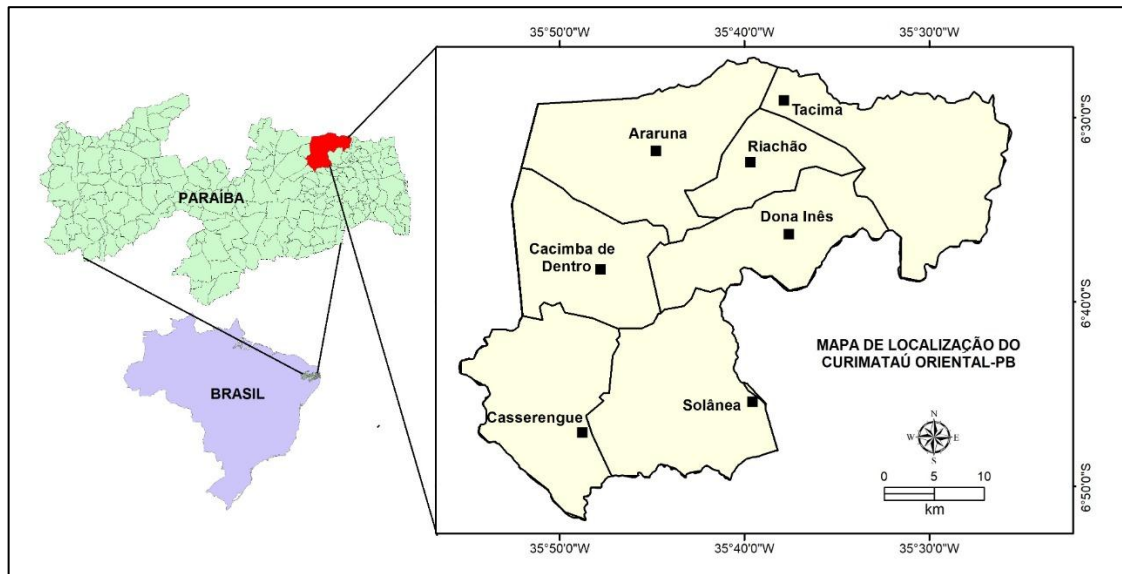 35°50'0"W
35°40'0"W
35°30'0"W
PARAÍBA
BRASIL
Tacima
6°30'0"S
Araruna
Riachão
Dona Inês
Cacimba de
Dentro
6°40'0"S
MAPA DE LOCALIZAÇÃO DO
CURIMATAÚ ORIENTAL-PB
Solânea
Casserengue
N
W
E
S
0
5
10
km
6°50'0"S
35°50'0"W
35°40'0"W
35°30'0"W